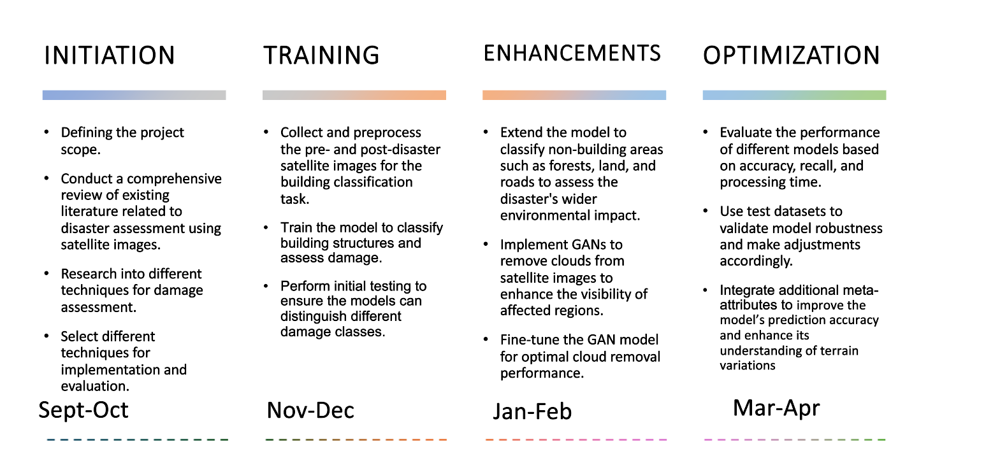 INITIATION
• Defining the project
scope.
• Conduct a comprehensive
review of existing
literature related to
disaster assessment using
satellite images.
• Research into different
techniques for damage
assessment.
• Select different
techniques for
implementation and
evaluation.
Sept-Oct
TRAINING
• Collect and preprocess
the pre- and post-disaster
satellite images for the
building classification
task.
• Train the model to classify
building structures and
assess damage.
• Perform initial testing to
ensure the models can
distinguish different
damage classes.
Nov-Dec
ENHANCEMENTS
• Extend the model to
classify non-building areas
such as forests, land, and
roads to assess the
disaster's wider
environmental impact.
• Implement GANs to
remove clouds from
satellite images to
enhance the visibility of
affected regions.
• Fine-tune the GAN model
for optimal cloud removal
performance.
Jan-Feb
OPTIMIZATION
• Evaluate the performance
of different models based
on accuracy, recall, and
processing time.
• Use test datasets to
validate model robustness
and make adjustments
accordingly.
• Integrate additional meta-
attributes to improve the
model’s prediction accuracy
and enhance its
understanding of terrain
variations
Mar-Apr